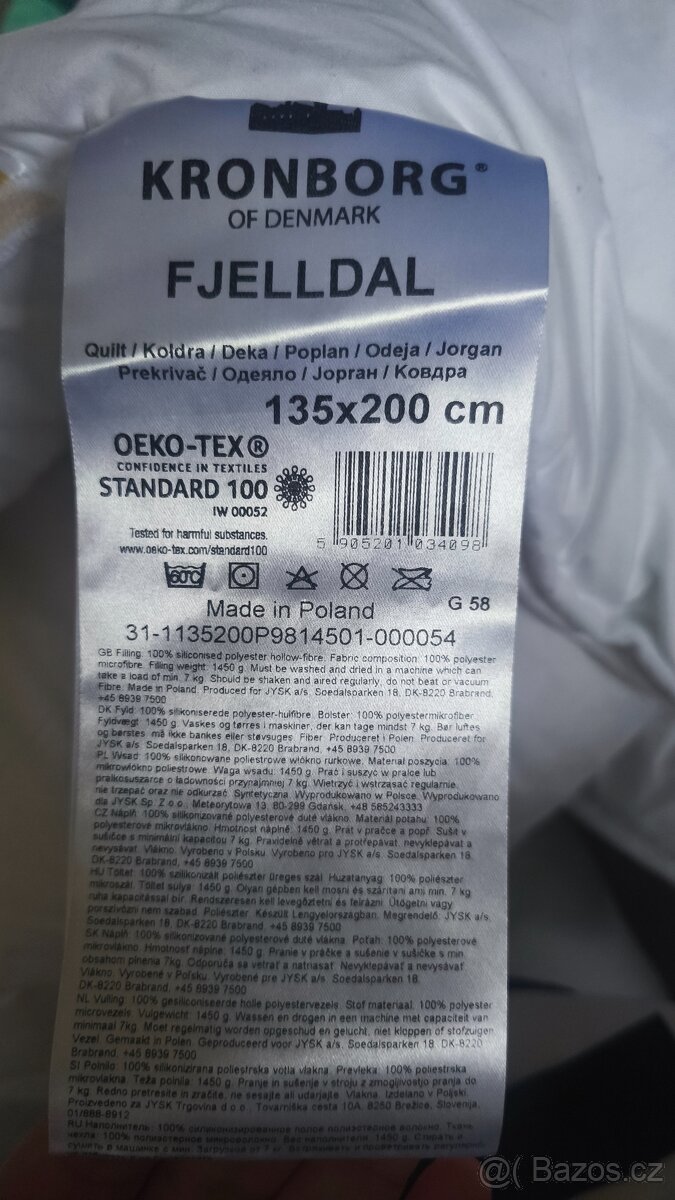 KRONBORG®
OF DENMARK
FJELLDAL
Quilt / Kołdra / Deka / Poplan / Odeja / Jorgan
Prekrivač / Одеяло / Јорган / Ковдра
135x200 cm
OEKO-TEX®
CONFIDENCE IN TEXTILES
STANDARD 100
IW 00052
Tested for harmful substances.
www.oeko-tex.com/standard100
5 905201 034098
60°C
Made in Poland
G 58
31-1135200P9814501-000054
GB Filling: 100% siliconised polyester hollow-fibre. Fabric composition: 100% polyester
microfibre. Filling weight: 1450 g. Must be washed and dried in a machine which can
take a load of min. 7 kg. Should be shaken and aired regularly, do not beat or vacuum
Fibre. Made in Poland. Produced for JYSK a/s. Soedalsparken 18, DK-8220 Brabrand,
+45 8939 7500
DK Fyld: 100% silikoniserede polyester-hulfibre. Bolster: 100% polyestermikrofiber
Fyldvægt: 1450 g. Vaskes og tørres i maskiner, der kan tage mindst 7 kg. Bør luftes
og børstes, må ikke bankes eller støvsuges. Fiber. Produceret i Polen. Produceret for
JYSK a/s. Soedalsparken 18, DK-8220 Brabrand, +45 8939 7500
PL Wsad: 100% silikonowane poliestrowe włókno rurkowe. Materiał poszycia: 100%
mikrowłókno poliestrowe. Waga wsadu: 1450 g. Prać i suszyć w pralce lub
pralkosuszarce o ładowności przynajmniej 7 kg. Wietrzyć i wstrząsać regularnie,
nie trzepać oraz nie odkurzać. Syntetyczna. Wyprodukowano w Polsce. Wyprodukowano
dla JYSK Sp. Z o.o., Meteorytowa 13, 80-299 Gdańsk, +48 585243333
CZ Náplň: 100% silikonizované polyesterové duté vlákno. Materiál potahu: 100%
polyesterové mikrovlákno. Hmotnost náplně: 1450 g. Prát v pračce a popř. Sušit v
sušičce s minimální kapacitou 7 kg. Pravidelně větrat a protřepávat, nevyklepávat a
nevysávat. Vlákno. Vyrobeno v Polsku. Vyrobeno pro JYSK a/s. Soedalsparken 18,
DK-8220 Brabrand, +45 8939 7500
HU Töltet: 100% szilikonizált poliészter üreges szál. Huzatanyag: 100% poliészter
mikroszál. Töltet súlya: 1450 g. Olyan gépben kell mosni és szárítani ami min. 7 kg
ruha kapacitással bír. Rendszeresen kell levegőztetni és felrázni. Ütögetni vagy
porszívózni nem szabad. Poliészter. Készült Lengyelországban. Megrendelő: JYSK a/s.
Soedalsparken 18, DK-8220 Brabrand, +45 8939 7500
SK Náplň: 100% silikonizované polyesterové duté vlákna. Poťah: 100% polyesterové
mikrovlákno. Hmotnosť náplne: 1450 g. Pranie v práčke a sušenie v sušičke s min.
obsahom plnenia 7kg. Odporúča sa vetrať a natriasať. Nevyklepávať a nevysávať.
Vlákno. Vyrobené v Poľsku. Vyrobené pre JYSK a/s. Soedalsparken 18.
DK-8220 Brabrand, +45 8939 7500
NL Vulling: 100% gesiliconiseerde holle polyestervezels. Stof materiaal: 100% polyester
microvezels. Vulgewicht: 1450 g. Wassen en drogen in een machine met capaciteit van
minimaal 7kg. Moet regelmatig worden opgeschud en gelucht, niet kloppen of stofzuigen
Vezel. Gemaakt in Polen. Geproduceerd voor JYSK a/s. Soedalsparken 18, DK-8220
Brabrand, +45 8939 7500
SI Polnilo: 100% silikonizirana poliestrska votla vlakna. Prevleka: 100% poliestrska
mikrovlakna. Teža polnila: 1450 g. Pranje in sušenje v stroju z zmogljivostjo pranja do
7 kg. Redno pretresite in zračite, ne sesajte ali udarjajte. Vlakna. Izdelano v Poljski.
Proizvedeno za JYSK Trgovina d.o.o., Tovarniška cesta 10A, 8250 Brežice, Slovenija,
01/888-8912
RU Наполнитель: 100% силиконизированное полое полиэстерное волокно. Ткань
чехла: 100% полиэстерное микроволокно. Вес наполнителя: 1450 г. Стирать и
сушить в машинке с мин. загрузкой от 7 кг.
@( Bazos.cz